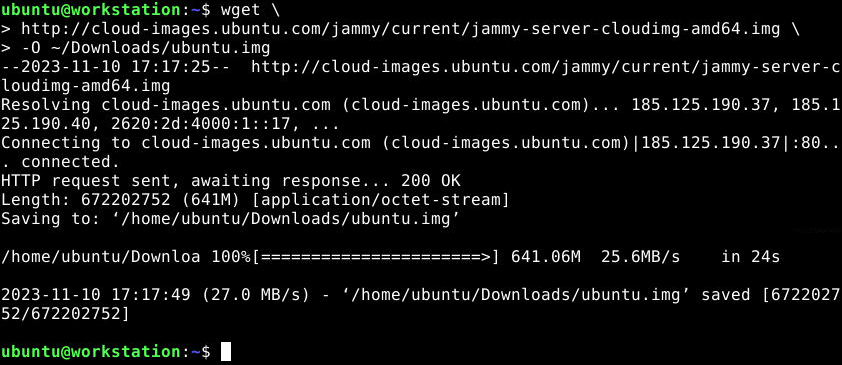 ubuntu@workstation:~$ wget \
> http://cloud-images.ubuntu.com/jammy/current/jammy-server-cloudimg-amd64.img \
> -O ~/Downloads/ubuntu.img
--2023-11-10 17:17:25--  http://cloud-images.ubuntu.com/jammy/current/jammy-server-c
loudimg-amd64.img
Resolving cloud-images.ubuntu.com (cloud-images.ubuntu.com)... 185.125.190.37, 185.1
25.190.40, 2620:2d:4000:1::17, ...
Connecting to cloud-images.ubuntu.com (cloud-images.ubuntu.com)|185.125.190.37|:80..
. connected.
HTTP request sent, awaiting response... 200 OK
Length: 672202752 (641M) [application/octet-stream]
Saving to: ‘/home/ubuntu/Downloads/ubuntu.img’

/home/ubuntu/Downloa 100%[======================>] 641.06M  25.6MB/s    in 24s

2023-11-10 17:17:49 (27.0 MB/s) - ‘/home/ubuntu/Downloads/ubuntu.img’ saved [6722027
52/672202752]

ubuntu@workstation:~$